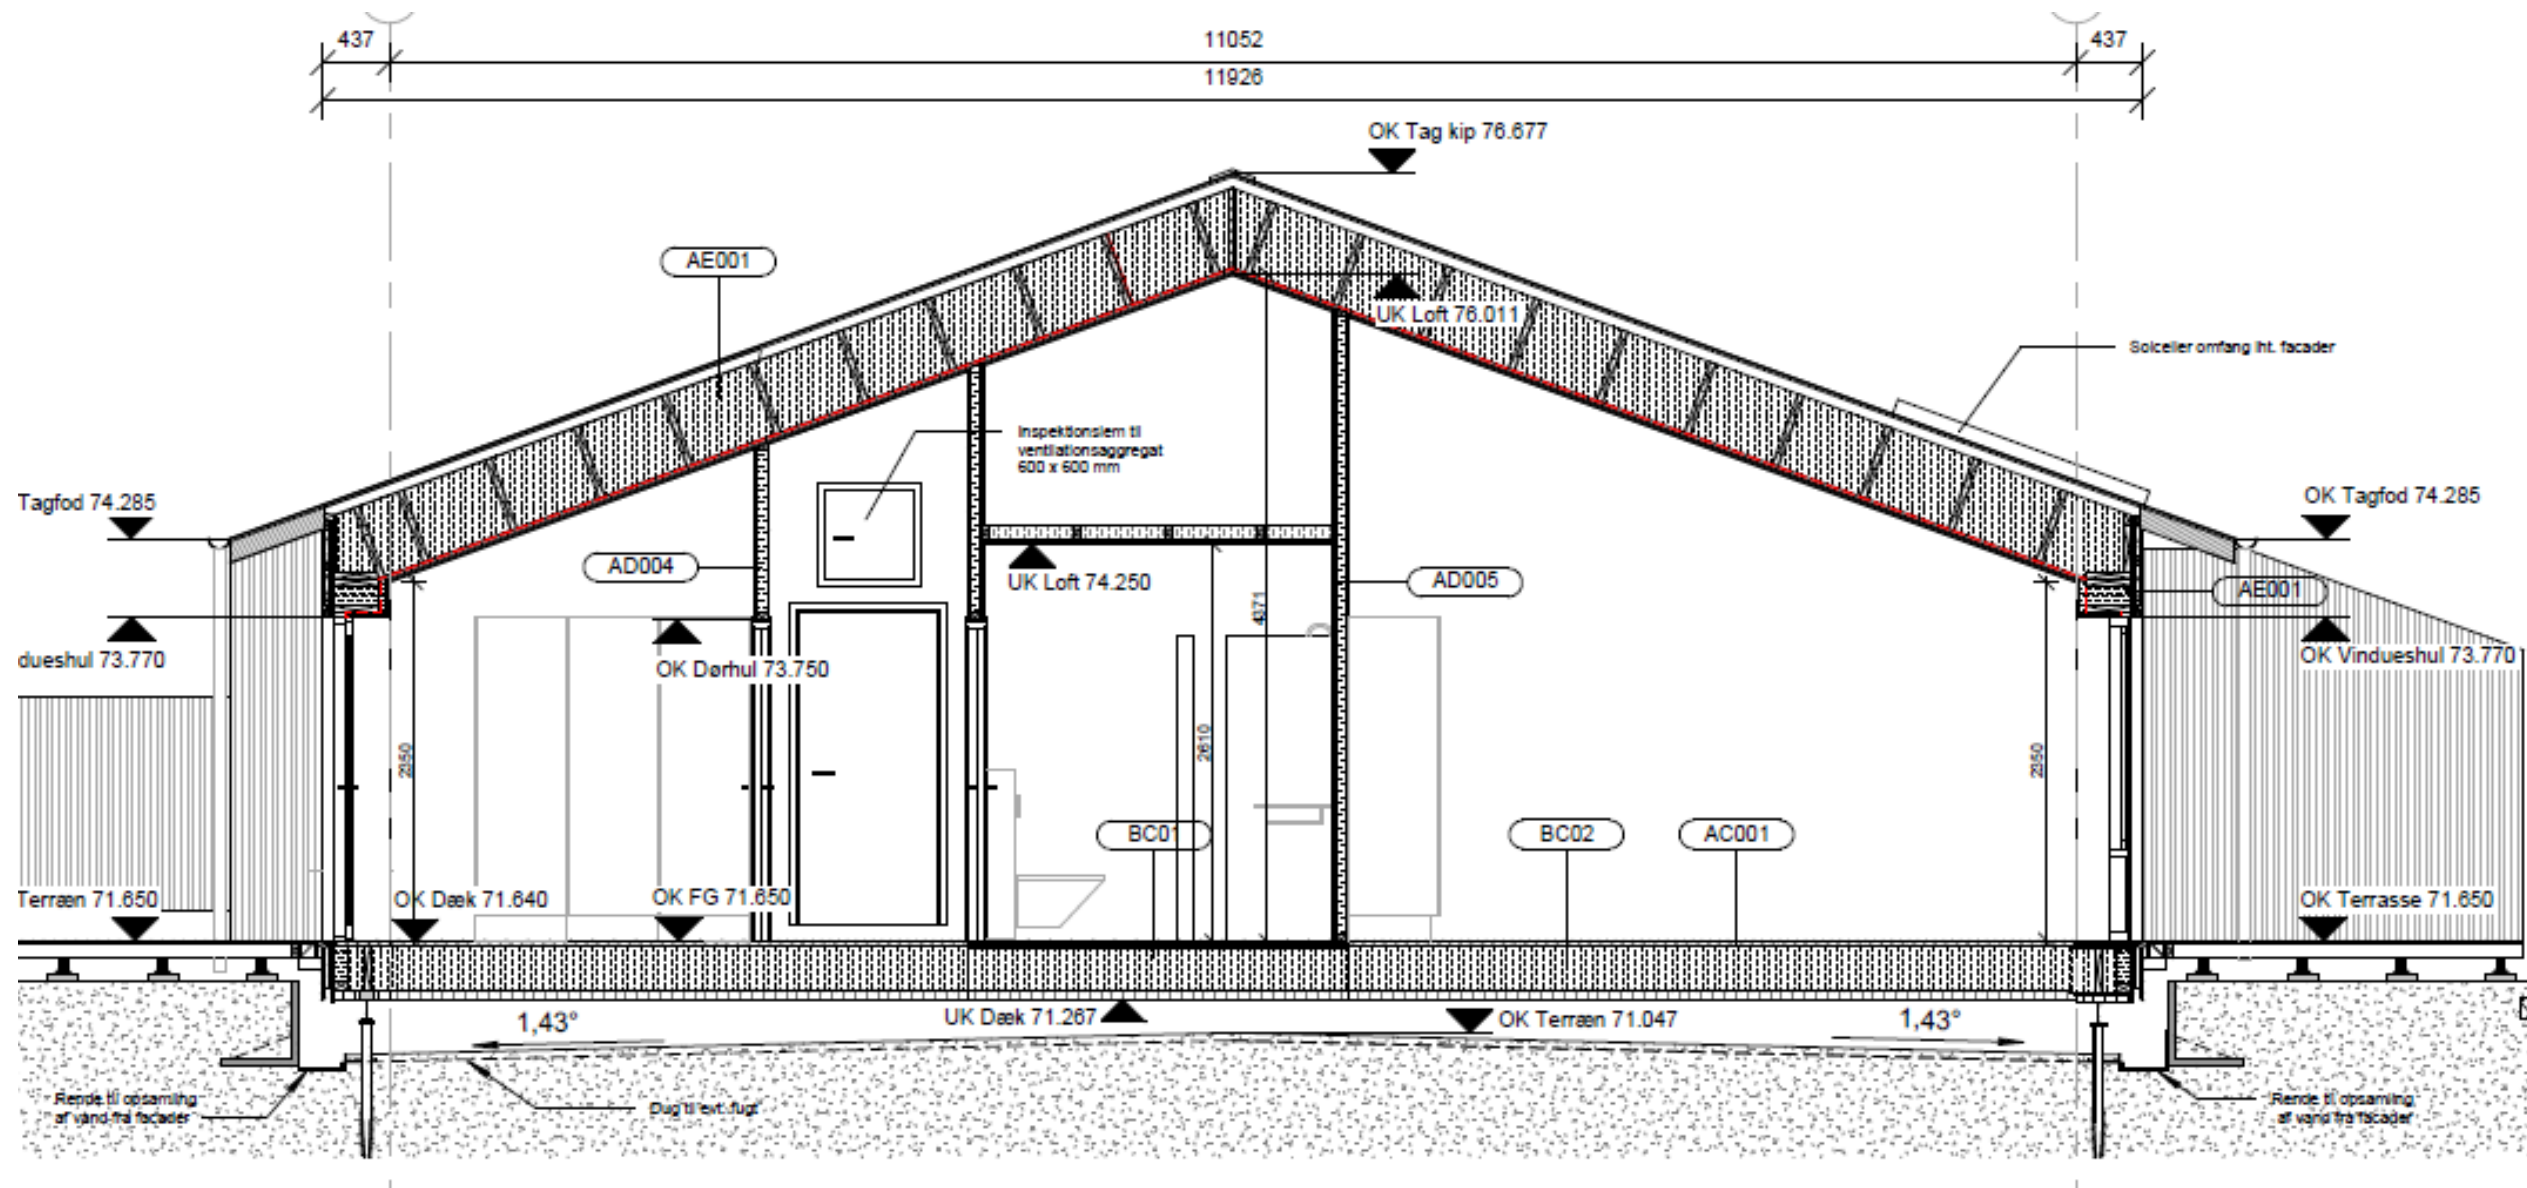 437
11052
437
11926
OK Tag kip 76.677
AE001
UK Loft 76.011
Solceller omfang iht. facader
Inspektionslem til
ventilationsaggregat
600 x 600 mm
Tagfod 74.285
OK Tagfod 74.285
AD004
UK Loft 74.250
AD005
AE001
4371
dueshul 73.770
OK Dørhul 73.750
OK Vindueshul 73.770
2350
2610
2350
BC01
BC02
AC001
Terræn 71.650
OK Dæk 71.640
OK FG 71.650
OK Terrasse 71.650
1,43°
UK Dæk 71.267
OK Terræn 71.047
1,43°
Rende til opsamling
af vand fra facader
Dug til evt. fugt
Rende til opsamling
af vand fra facader